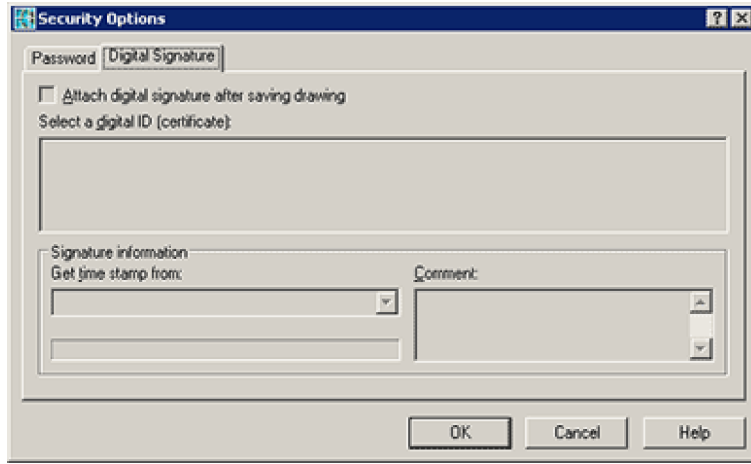 Security Options
Password Digital Signature
Attach digital signature after saving drawing
Select a digital ID (certificate):
Signature information
Get time stamp from:
Comment:
OK Cancel Help